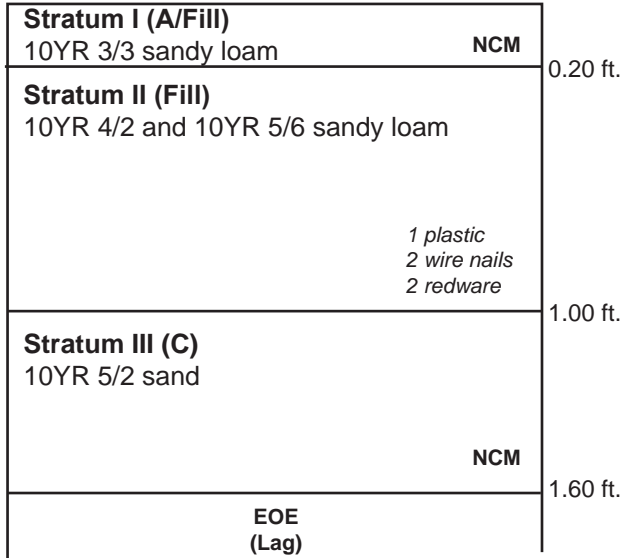 Stratum I (A/Fill)
10YR 3/3 sandy loam
NCM
0.20 ft.
Stratum II (Fill)
10YR 4/2 and 10YR 5/6 sandy loam
1 plastic
2 wire nails
2 redware
1.00 ft.
Stratum III (C)
10YR 5/2 sand
NCM
1.60 ft.
EOE
(Lag)